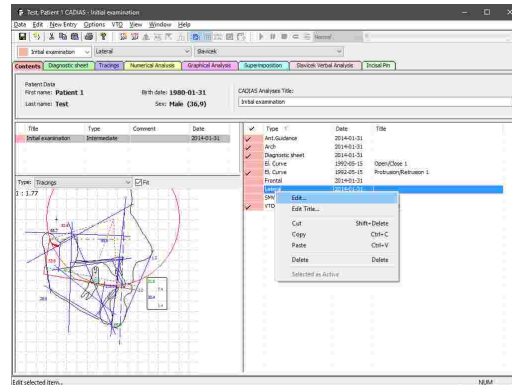 Test, Patient 1 CADIAS - Initial examination
Data Edit New Entry Options VTO View Window Help
Normal
Initial examination Lateral Slavicek
Contents Diagnostic sheet Tracings Numerical Analysis Graphical Analysis Superimposition Slavicek Verbal Analysis Incisal Pin
Patient Data
First name: Patient 1 Birth date: 1980-01-31
Last name: Test Sex: Male (36,9)
CADIAS Analyses Title:
Initial examination
Title Type Comment Date
Initial examination Intermediate 2014-01-31
Type: Tracings Fit
1 : 1.77
Type Date Title
Ant.Guidance 2014-01-31
Arch 2014-01-31
Diagnostic sheet 2014-01-31
El. Curve 1992-05-15 Open/Close 1
El. Curve 1992-05-15 Protrusion/Retrusion 1
Frontal 2014-01-31
Lateral 2014-01-31
SMV
VTO
Edit...
Edit Title...
Cut Shift+Delete
Copy Ctrl+C
Paste Ctrl+V
Delete Delete
Selected as Active
Edit selected item...
NUM